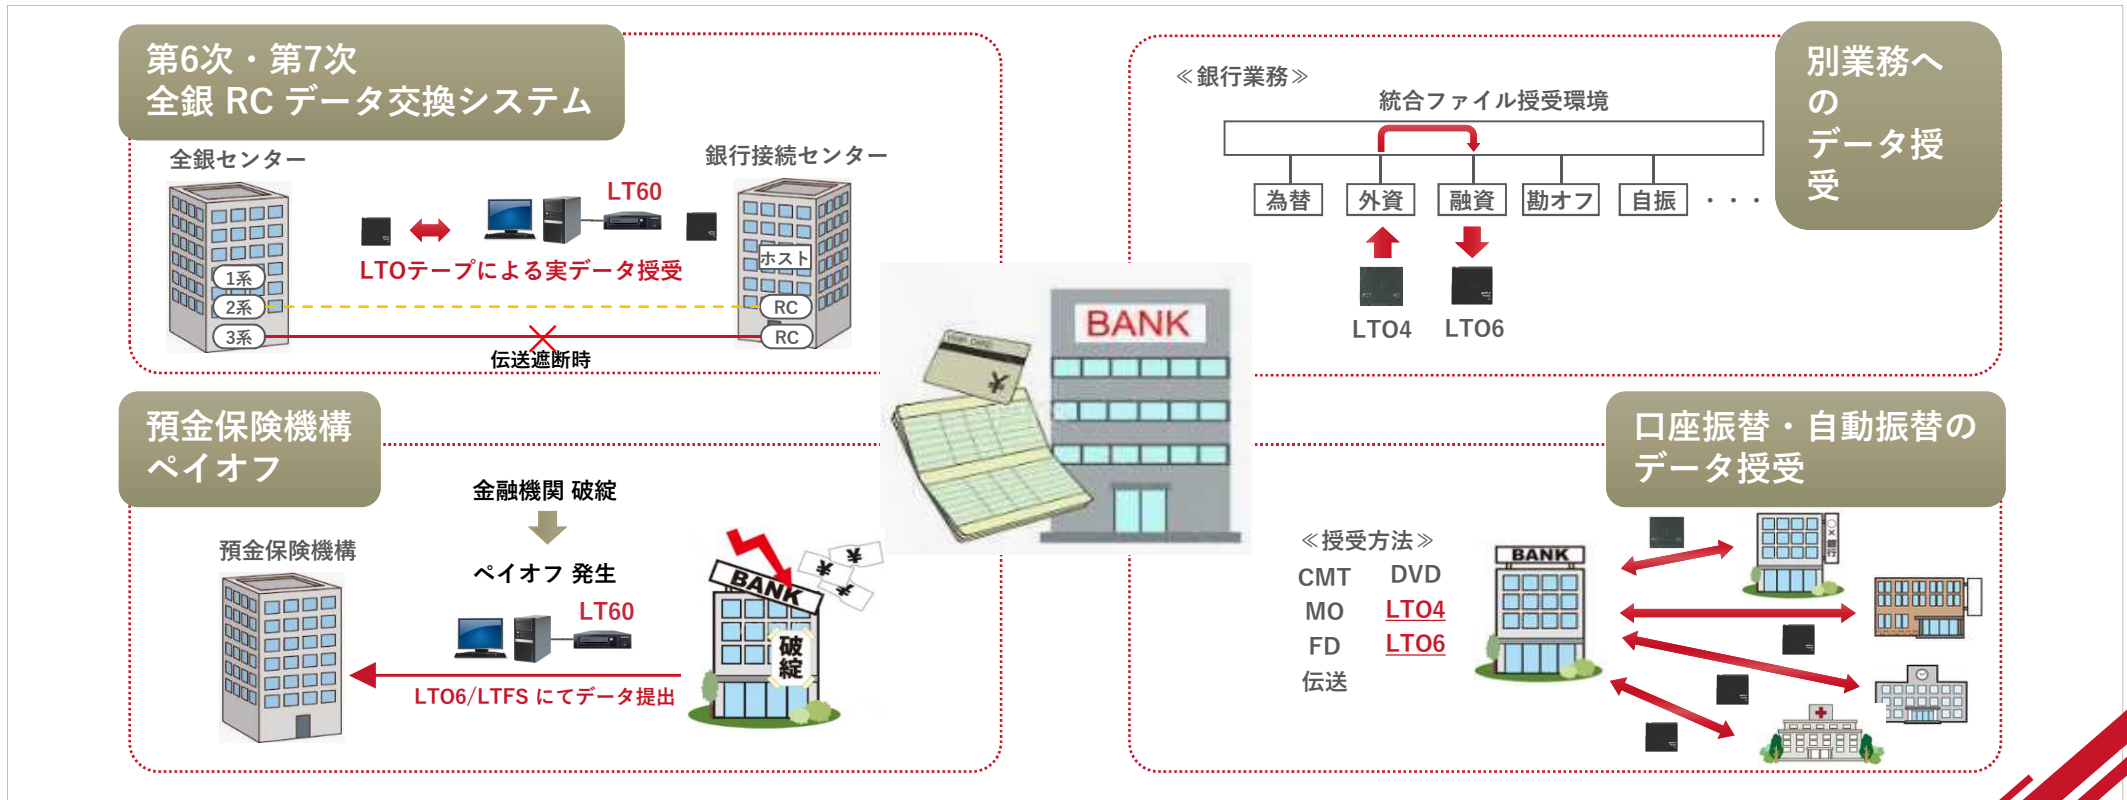 第6次・第7次
全銀 RC データ交換システム
全銀センター
銀行接続センター
LT60
ホスト
LTOテープによる実データ授受
1系
2系
RC
3系
RC
伝送遮断時
別業務へ
の
データ授
受
≪銀行業務≫
統合ファイル授受環境
為替
外資
融資
勘オフ
自振
・・・
LTO4
LTO6
BANK
¥
預金保険機構
ペイオフ
金融機関 破綻
ペイオフ 発生
預金保険機構
LT60
LTO6/LTFS にてデータ提出
BANK
破綻
¥
¥
¥
口座振替・自動振替の
データ授受
≪授受方法≫
CMT
DVD
MO
LTO4
FD
LTO6
伝送
BANK
〇×銀行